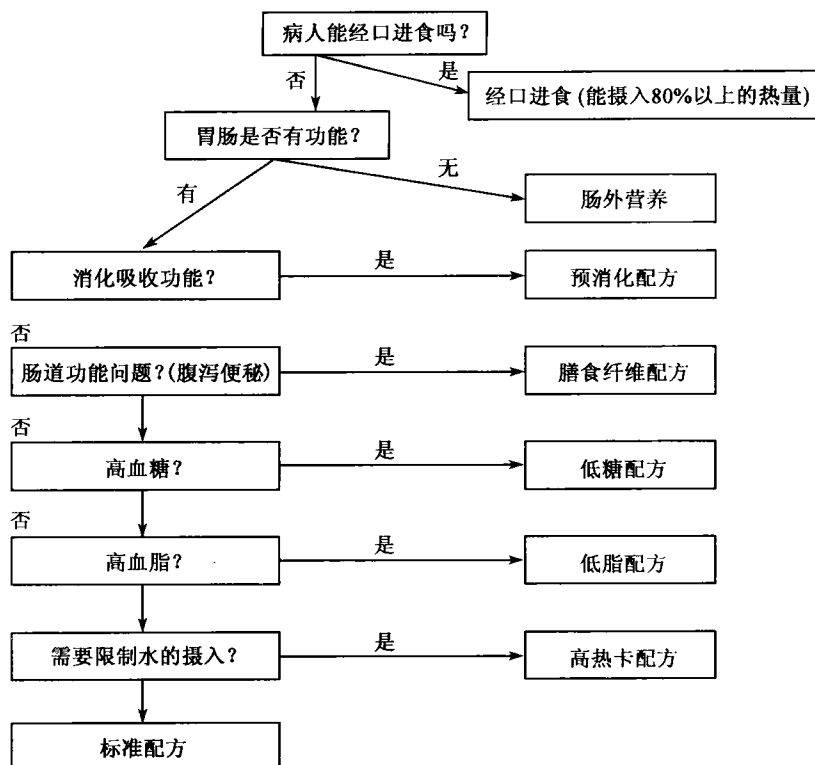 病人能经口进食吗？
否
是
经口进食(能摄入80%以上的热量)
胃肠是否有功能？
有
无
肠外营养
消化吸收功能？
是
预消化配方
否
肠道功能问题？(腹泻便秘)
是
膳食纤维配方
否
高血糖？
是
低糖配方
否
高血脂？
是
低脂配方
需要限制水的摄入？
是
高热卡配方
标准配方